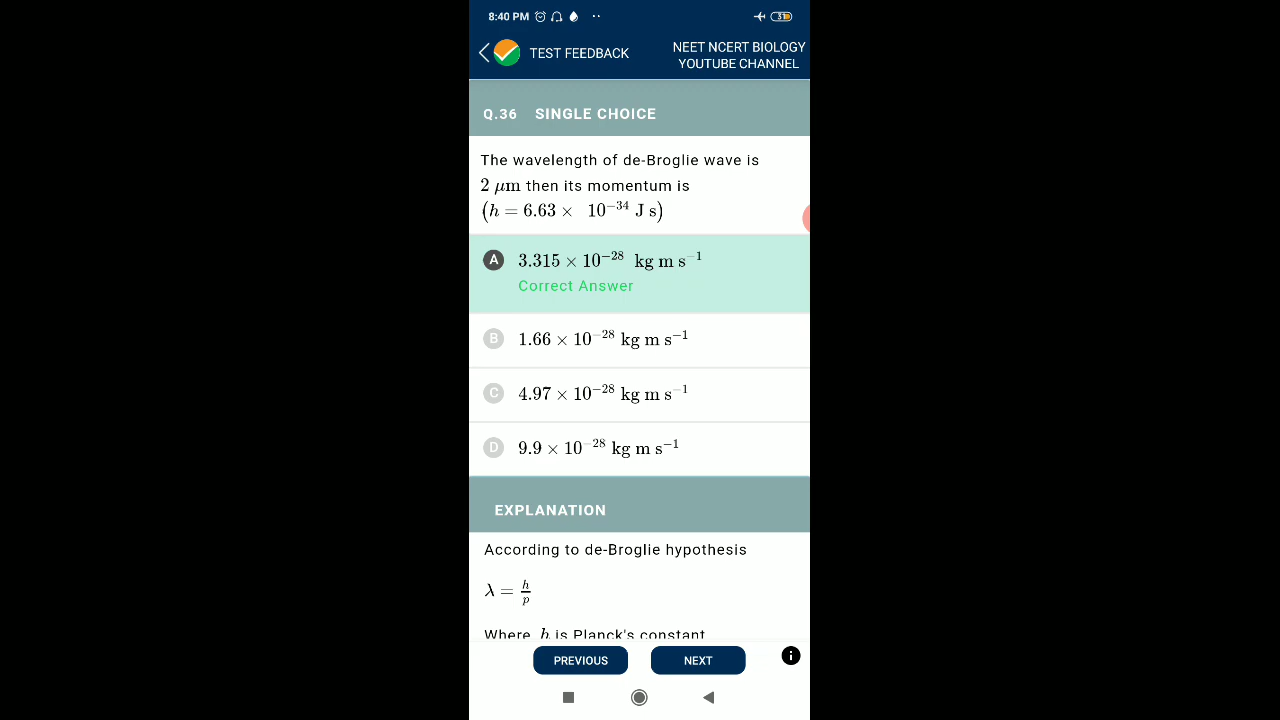 8:40 PM
31
TEST FEEDBACK
NEET NCERT BIOLOGY
YOUTUBE CHANNEL
Q.36 SINGLE CHOICE
The wavelength of de-Broglie wave is
2 μm then its momentum is
(h = 6.63 × 10⁻³⁴ J s)
A 3.315 × 10⁻²⁸ kg m s⁻¹
Correct Answer
B 1.66 × 10⁻²⁸ kg m s⁻¹
C 4.97 × 10⁻²⁸ kg m s⁻¹
D 9.9 × 10⁻²⁸ kg m s⁻¹
EXPLANATION
According to de-Broglie hypothesis
λ = h/p
Where h is Planck's constant
PREVIOUS NEXT
i